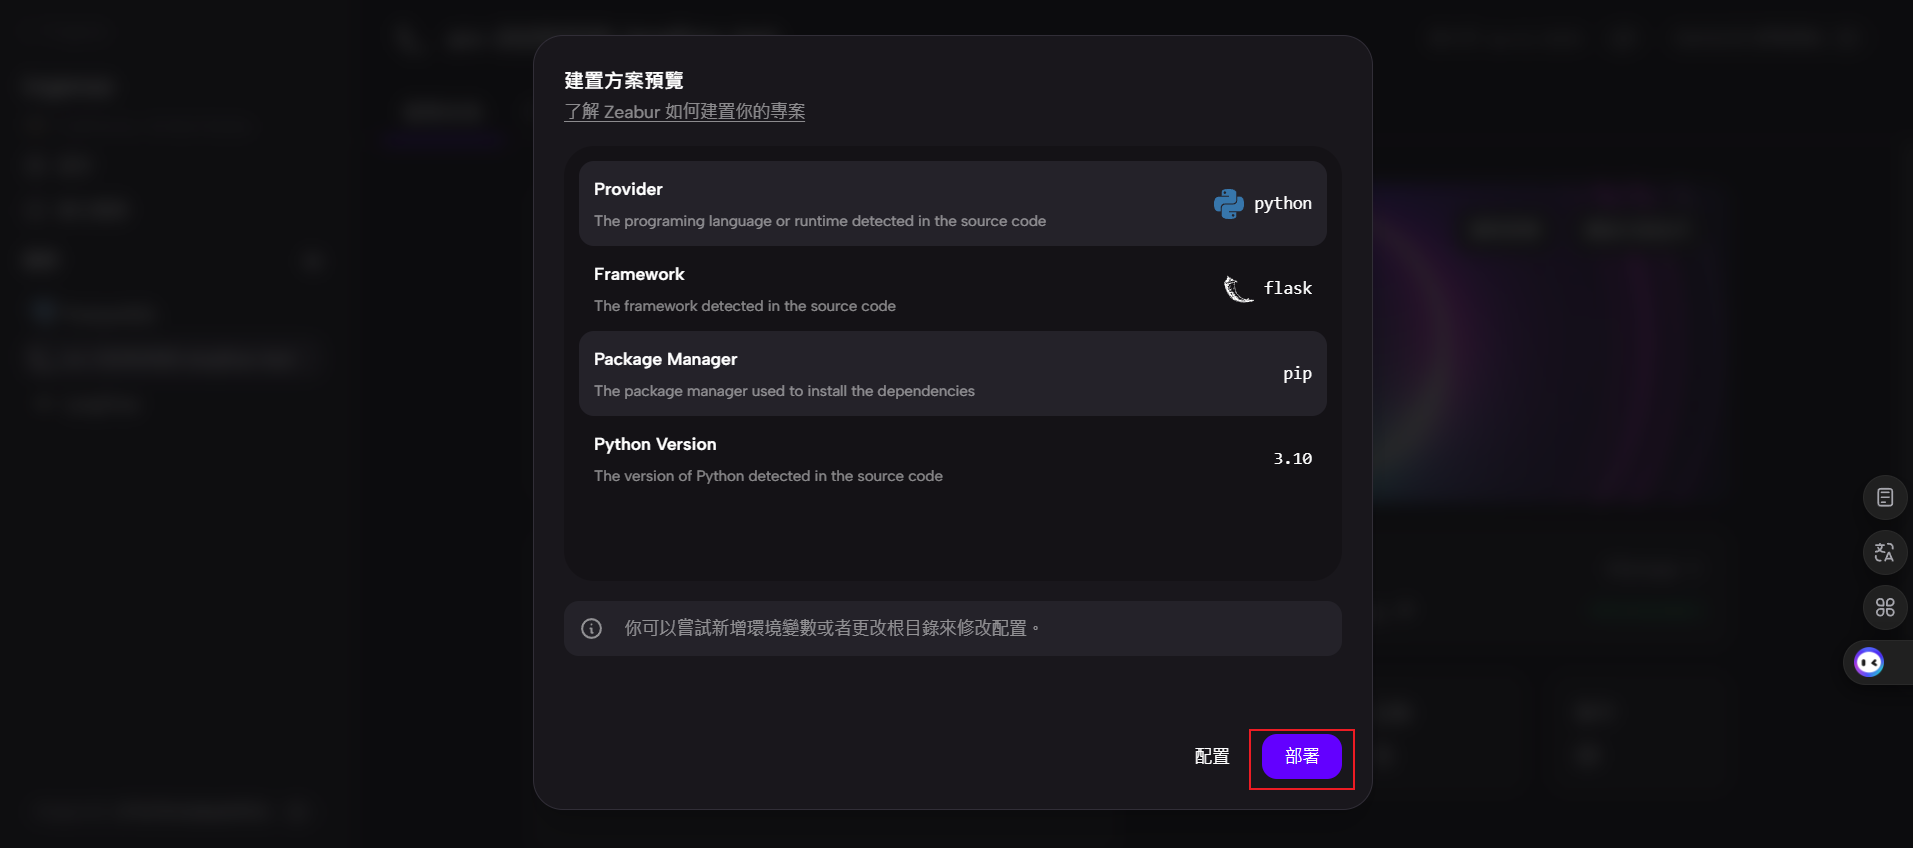 建置方案預覽
了解 Zeabur 如何建置你的專案
Provider
The programing language or runtime detected in the source code
python
Framework
The framework detected in the source code
flask
Package Manager
The package manager used to install the dependencies
pip
Python Version
The version of Python detected in the source code
3.10
你可以嘗試新增環境變數或者更改根目錄來修改配置。
配置
部署